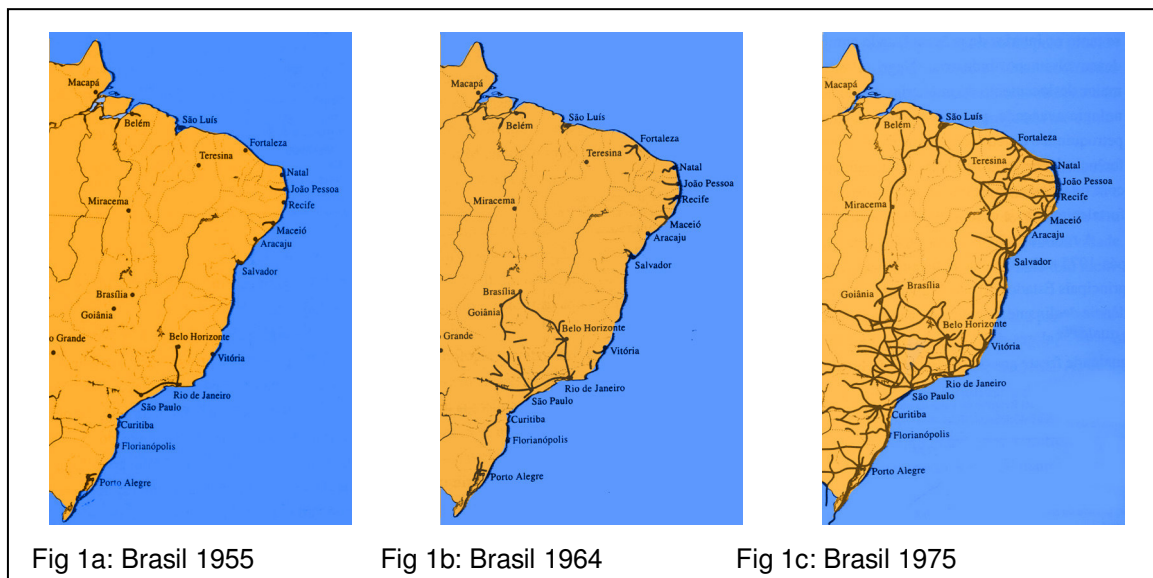 Macapá
Belém
São Luís
Fortaleza
Teresina
Natal
João Pessoa
Miracema
Recife
Maceió
Aracaju
Salvador
Brasília
Goiânia
o Grande
Belo Horizonte
Vitória
Rio de Janeiro
São Paulo
Curitiba
Florianópolis
Porto Alegre
Fig 1a: Brasil 1955
Macapá
Belém
São Luís
Fortaleza
Teresina
Natal
João Pessoa
Miracema
Recife
Maceió
Aracaju
Salvador
Brasília
Goiânia
o Grande
Belo Horizonte
Vitória
Rio de Janeiro
São Paulo
Curitiba
Florianópolis
Porto Alegre
Fig 1b: Brasil 1964
Macapá
Belém
São Luís
Fortaleza
Teresina
Natal
João Pessoa
Miracema
Recife
Maceió
Aracaju
Salvador
Goiânia
Brasília
Belo Horizonte
Vitória
Rio de Janeiro
São Paulo
Curitiba
Florianópolis
Porto Alegre
Fig 1c: Brasil 1975